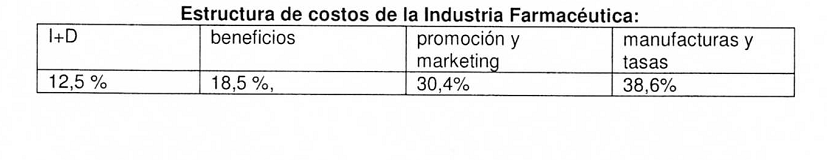 Estructura de costos de la Industria Farmacéutica:
I+D beneficios promoción y marketing manufacturas y tasas
12,5 % 18,5 %, 30,4% 38,6%